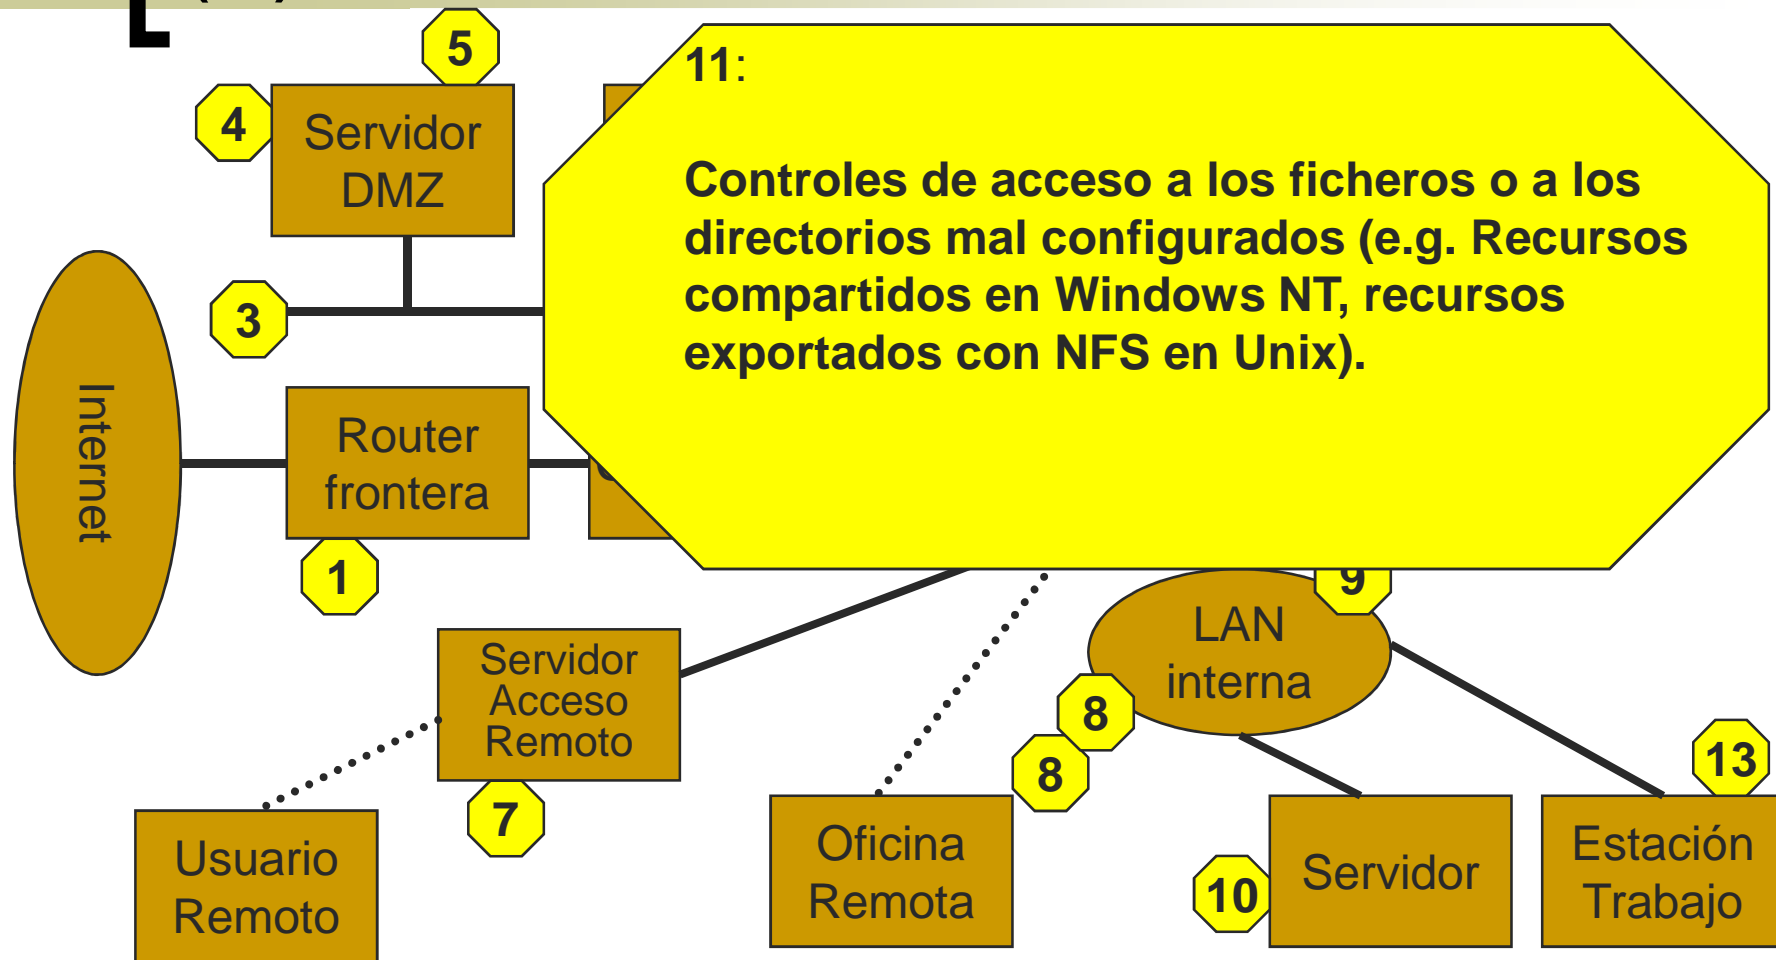 5
4
Servidor
DMZ
3
11:
Controles de acceso a los ficheros o a los
directorios mal configurados (e.g. Recursos
compartidos en Windows NT, recursos
exportados con NFS en Unix).
Internet
Router
frontera
1
9
LAN
interna
Servidor
Acceso
Remoto
8
8
7
13
Usuario
Remoto
Oficina
Remota
10
Servidor
Estación
Trabajo